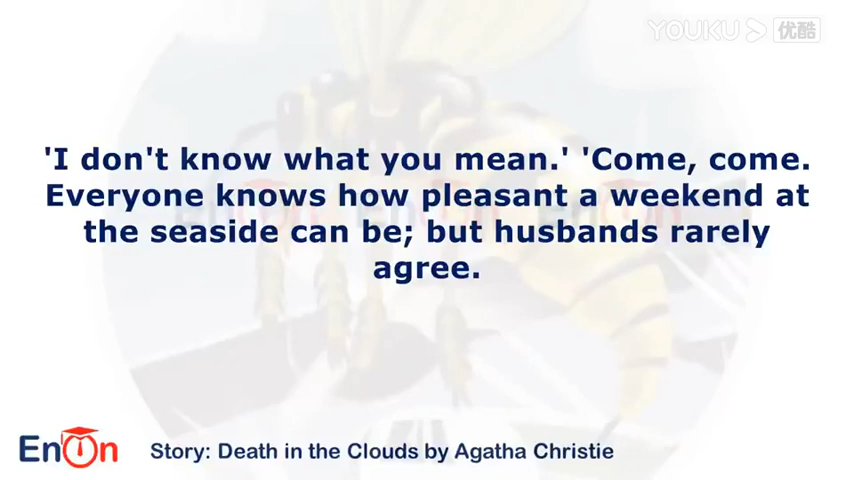 YOUKU 优酷
'I don't know what you mean.' 'Come, come.
Everyone knows how pleasant a weekend at
the seaside can be; but husbands rarely
agree.
EnOn
Story: Death in the Clouds by Agatha Christie